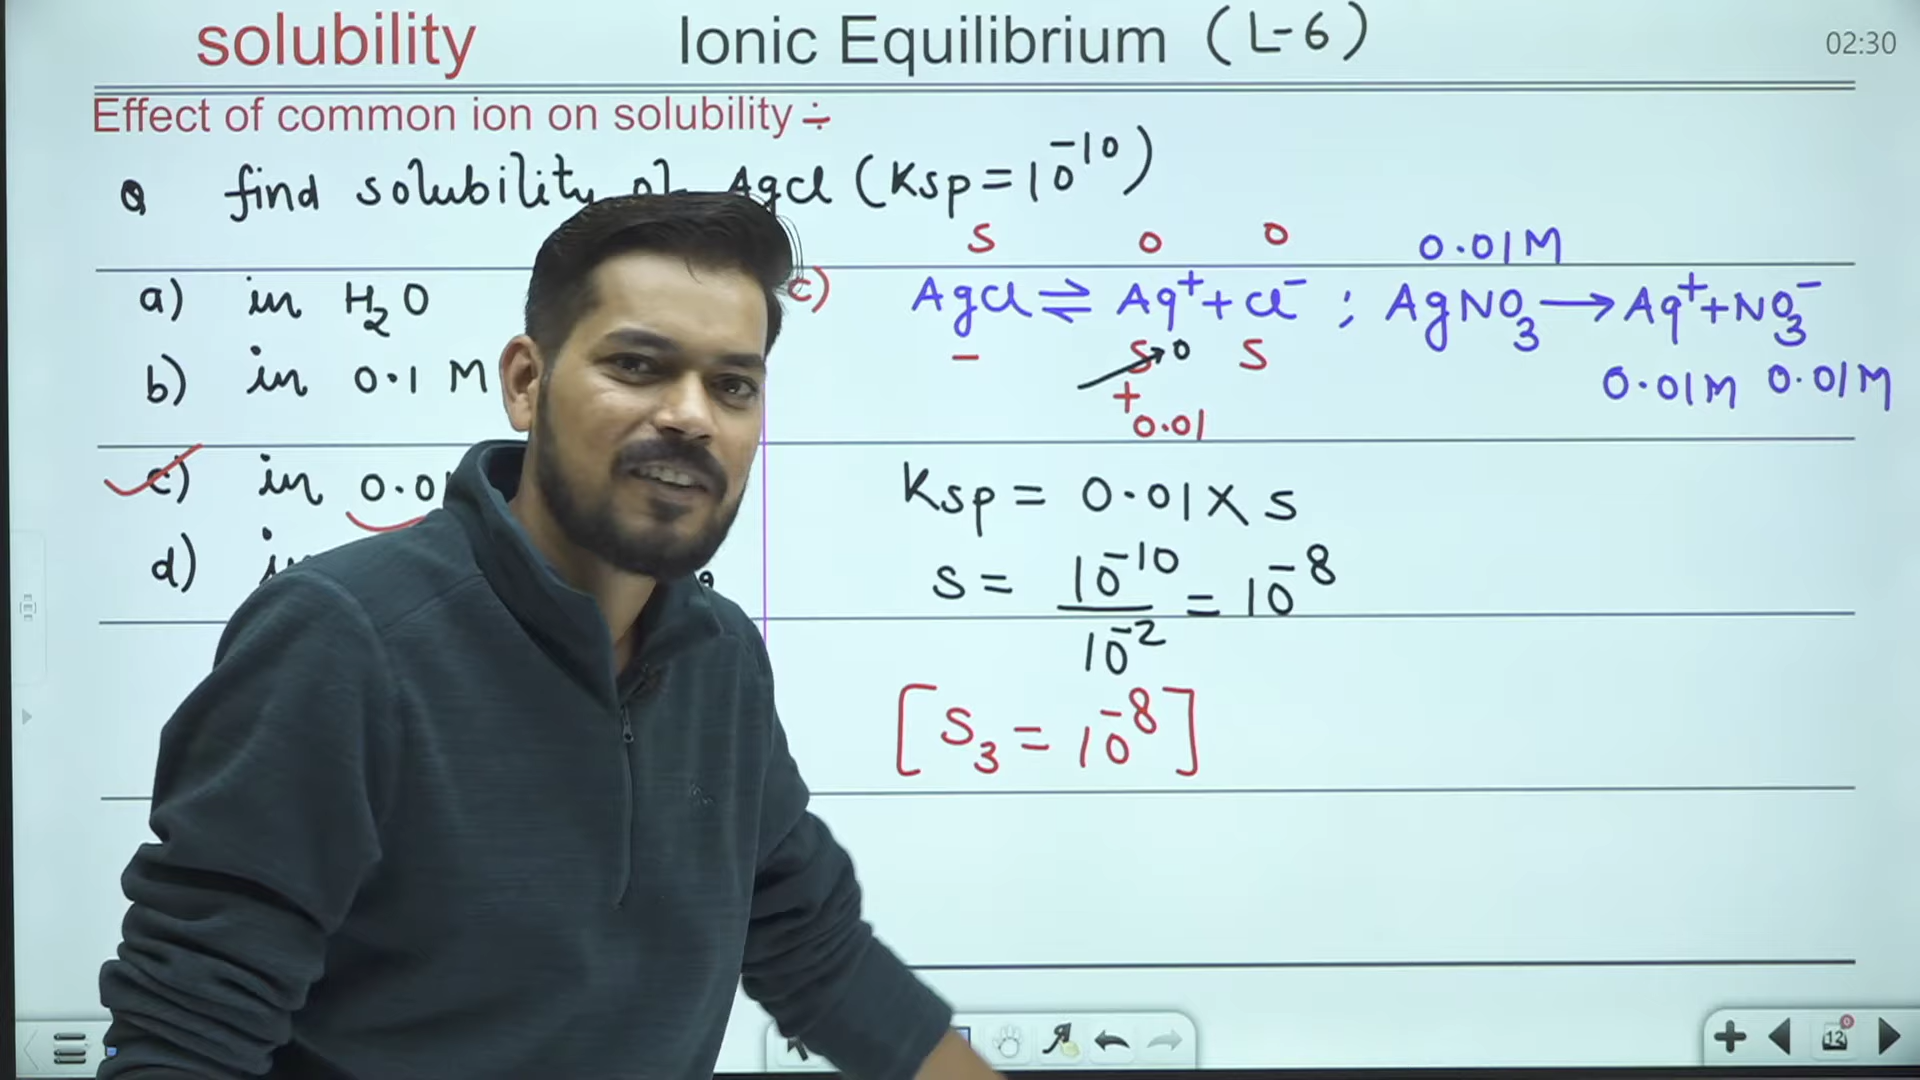 solubility Ionic Equilibrium (L-6) 02:30
Effect of common ion on solubility ÷
Q find solubility of AgCl (Ksp = 10⁻¹⁰)
S 0 0 0.01M
a) in H₂O
c) AgCl ⇌ Ag⁺ + Cl⁻ ; AgNO₃ → Ag⁺ + NO₃⁻
- S → 0 S
+ 0.01
0.01M 0.01M
b) in 0.1 M
c) in 0.01
Ksp = 0.01 × S
d)
S = 10⁻¹⁰ / 10⁻² = 10⁻⁸
[S₃ = 10⁻⁸]
12